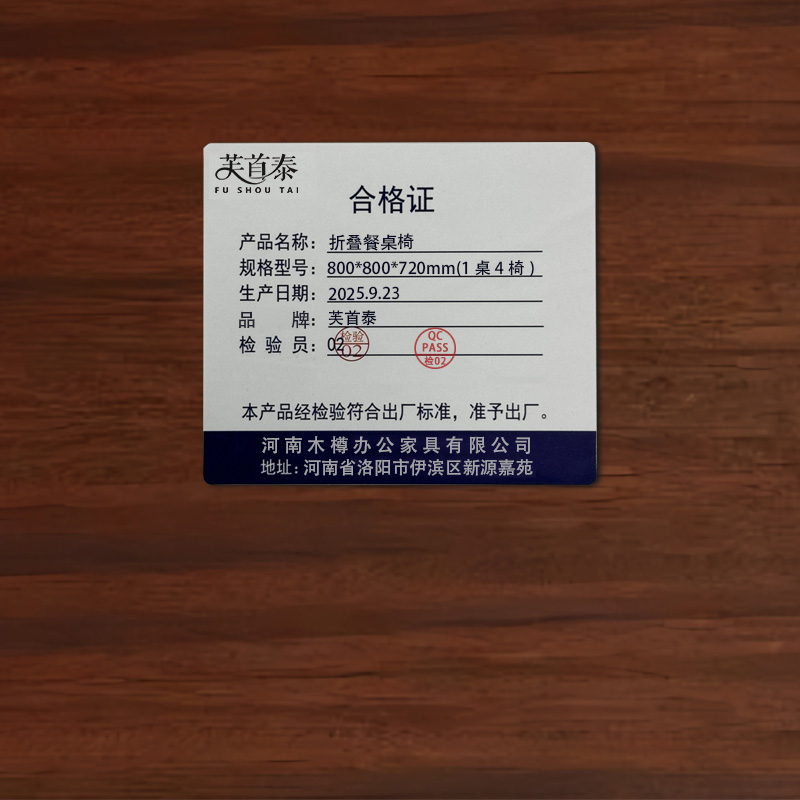 芙首泰
FU SHOU TAI
合格证
产品名称：折叠餐桌椅
规格型号：800*800*720mm(1 桌 4 椅 )
生产日期：2025.9.23
品 牌：芙首泰
检 验 员：02
检验
02
QC
PASS
检02
本产品经检验符合出厂标准，准予出厂。
河南木樽办公家具有限公司
地址：河南省洛阳市伊滨区新源嘉苑